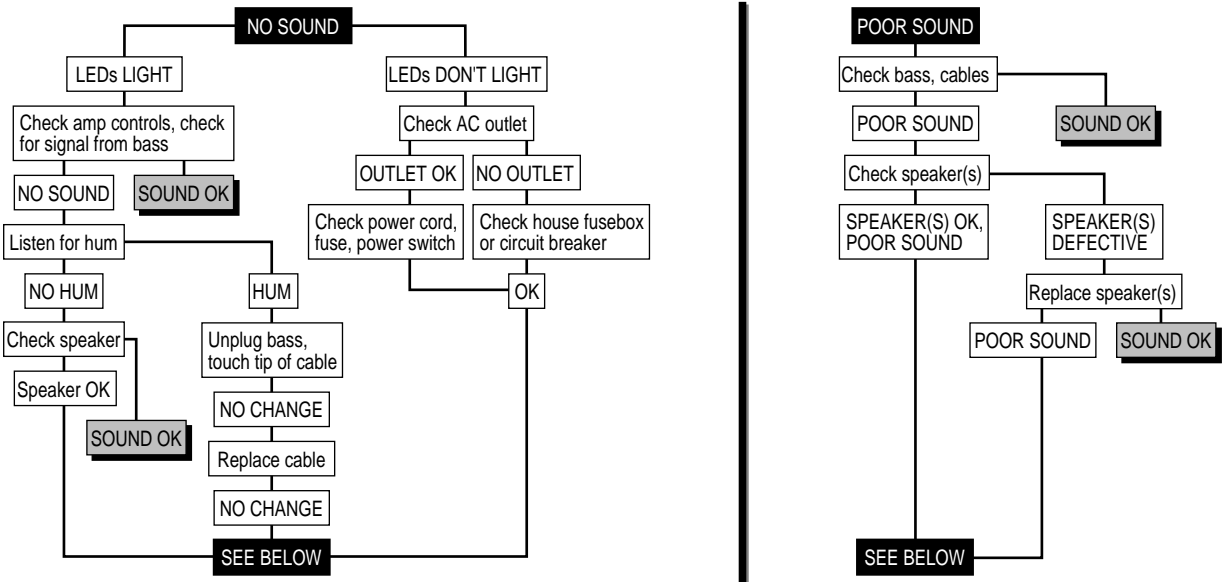 NO SOUND
LEDs LIGHT
LEDs DON'T LIGHT
Check amp controls, check
for signal from bass
Check AC outlet
NO SOUND
SOUND OK
OUTLET OK
NO OUTLET
Listen for hum
Check power cord,
fuse, power switch
Check house fusebox
or circuit breaker
NO HUM
HUM
OK
Check speaker
Unplug bass,
touch tip of cable
Speaker OK
NO CHANGE
SOUND OK
Replace cable
NO CHANGE
SEE BELOW
POOR SOUND
Check bass, cables
POOR SOUND
SOUND OK
Check speaker(s)
SPEAKER(S) OK,
POOR SOUND
SPEAKER(S)
DEFECTIVE
Replace speaker(s)
POOR SOUND
SOUND OK
SEE BELOW